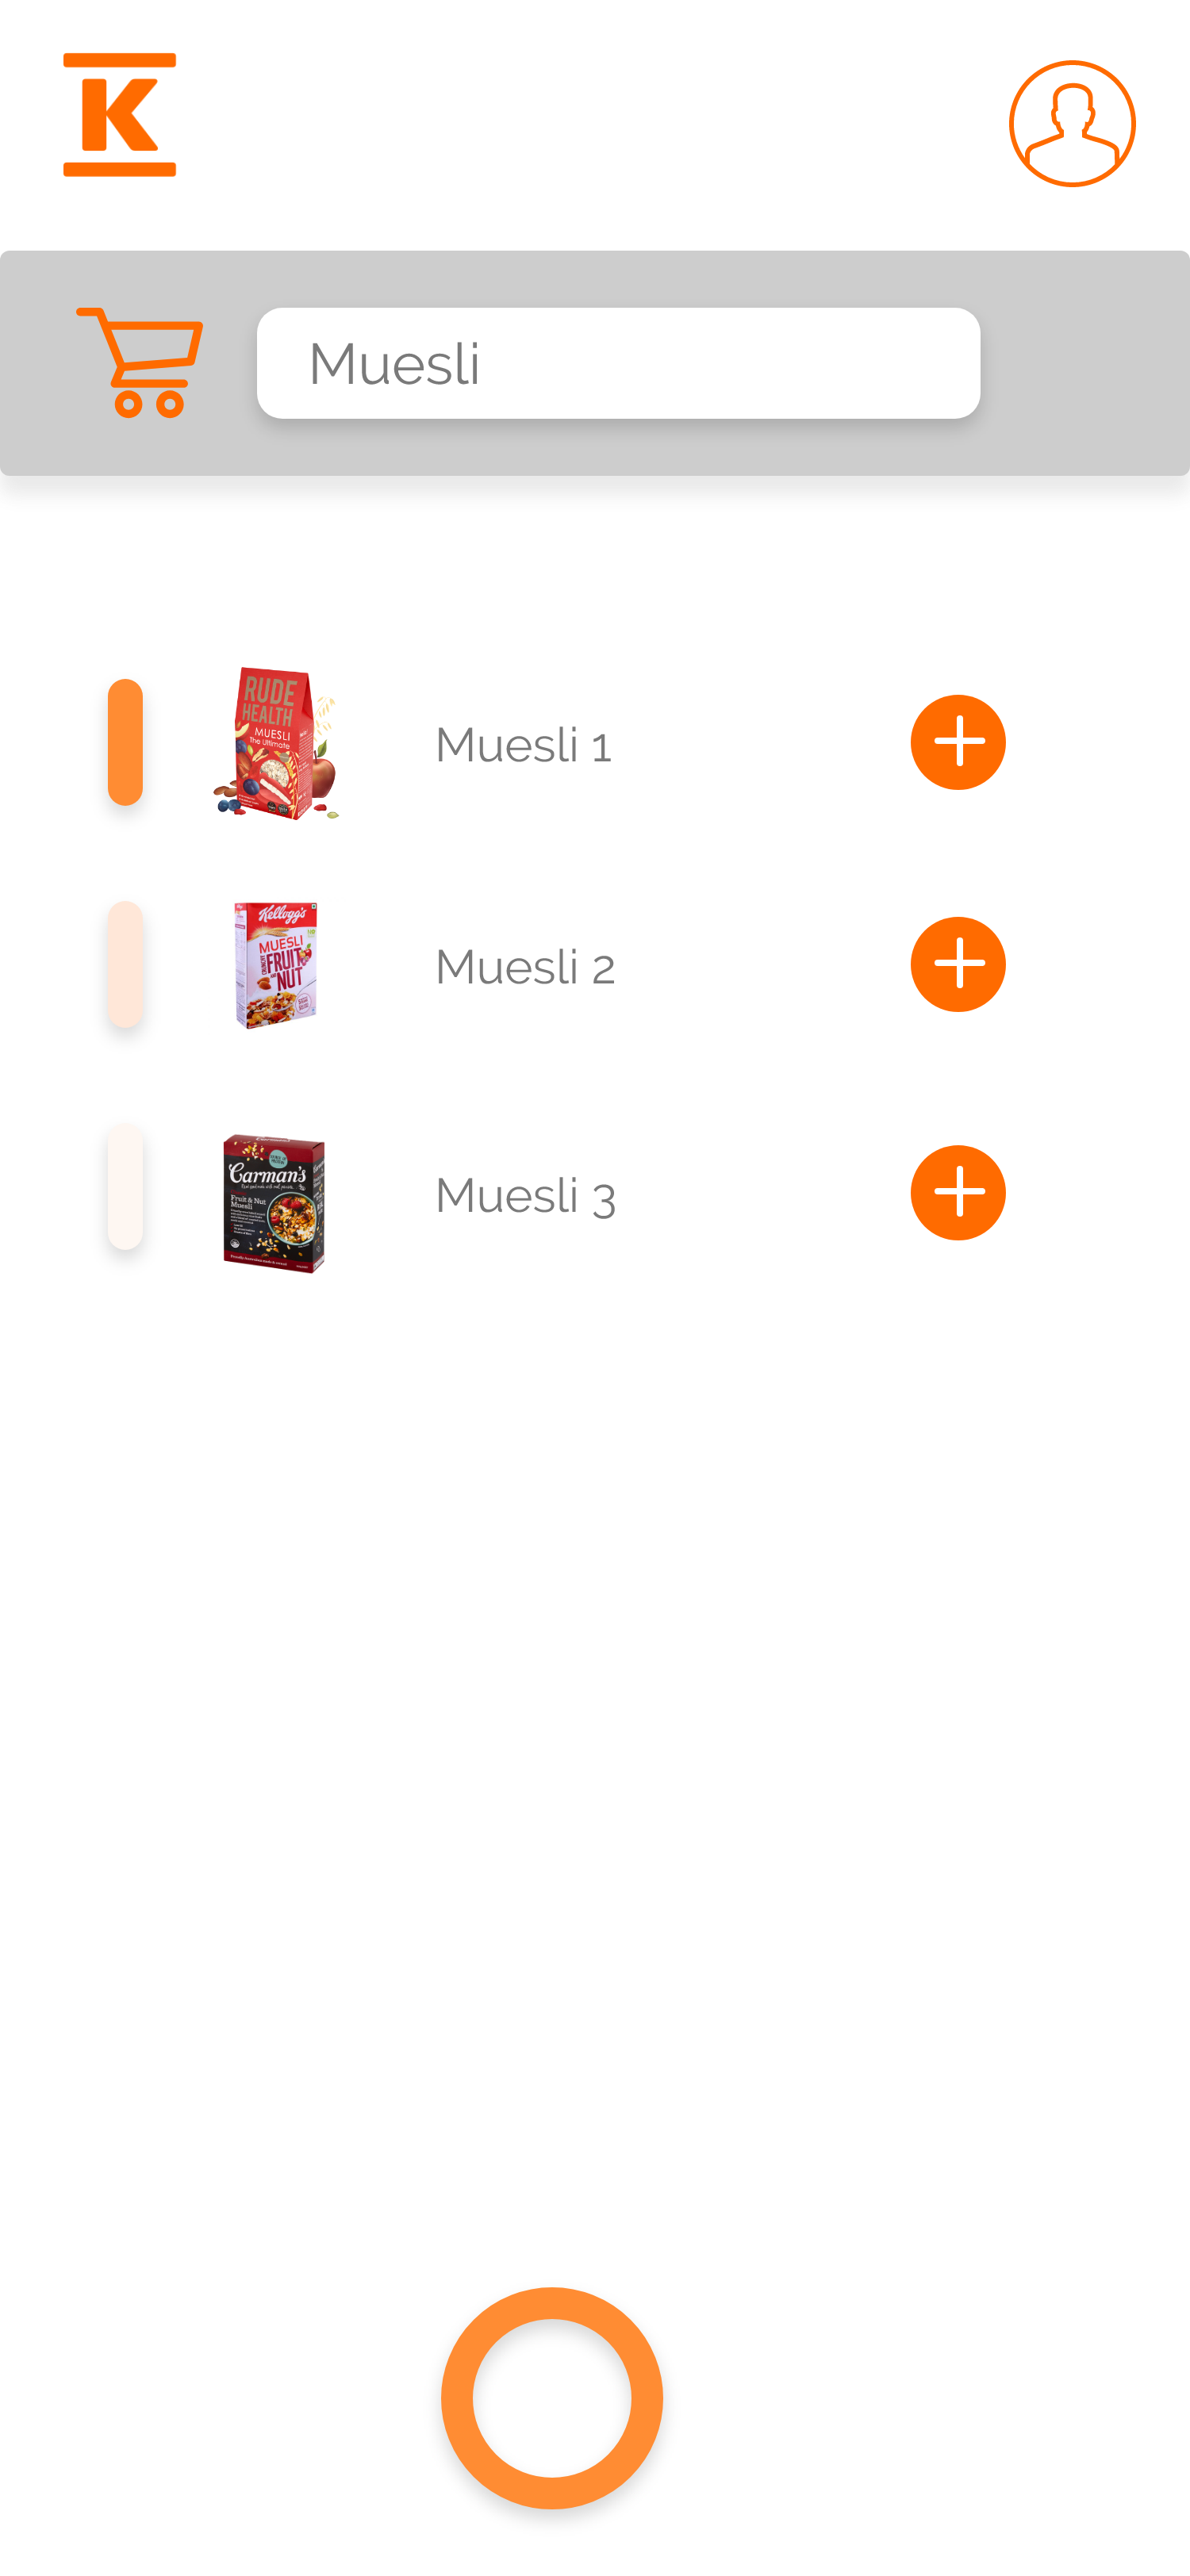 K
Muesli
RUDE
HEALTH
MUESLI
The Ultimate
Muesli 1
Kellogg's
MUESLI
CRUNCHY FRUIT
AND NUT
Muesli 2
Carman's
Fruit & Nut
Muesli
Muesli 3